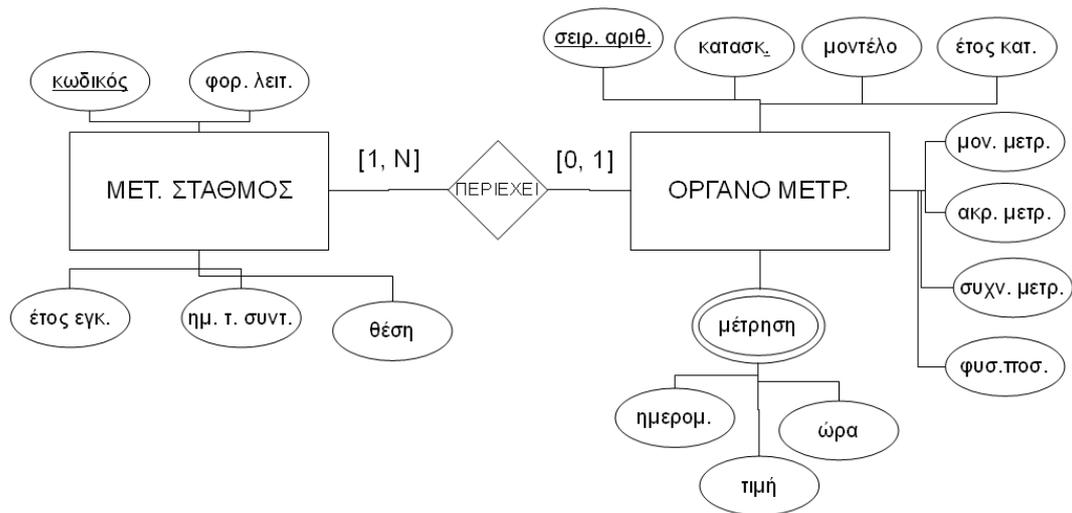 σειρ. αριθ.
κατασκ.
μοντέλο
έτος κατ.
κωδικός
φορ. λειτ.
[1, N]
[0, 1]
ΜΕΤ. ΣΤΑΘΜΟΣ
ΠΕΡΙΕΧΕΙ
ΟΡΓΑΝΟ ΜΕΤΡ.
μον. μετρ.
ακρ. μετρ.
συχν. μετρ.
φυσ.ποσ.
έτος εγκ.
ημ. τ. συντ.
θέση
μέτρηση
ημερομ.
ώρα
τιμή